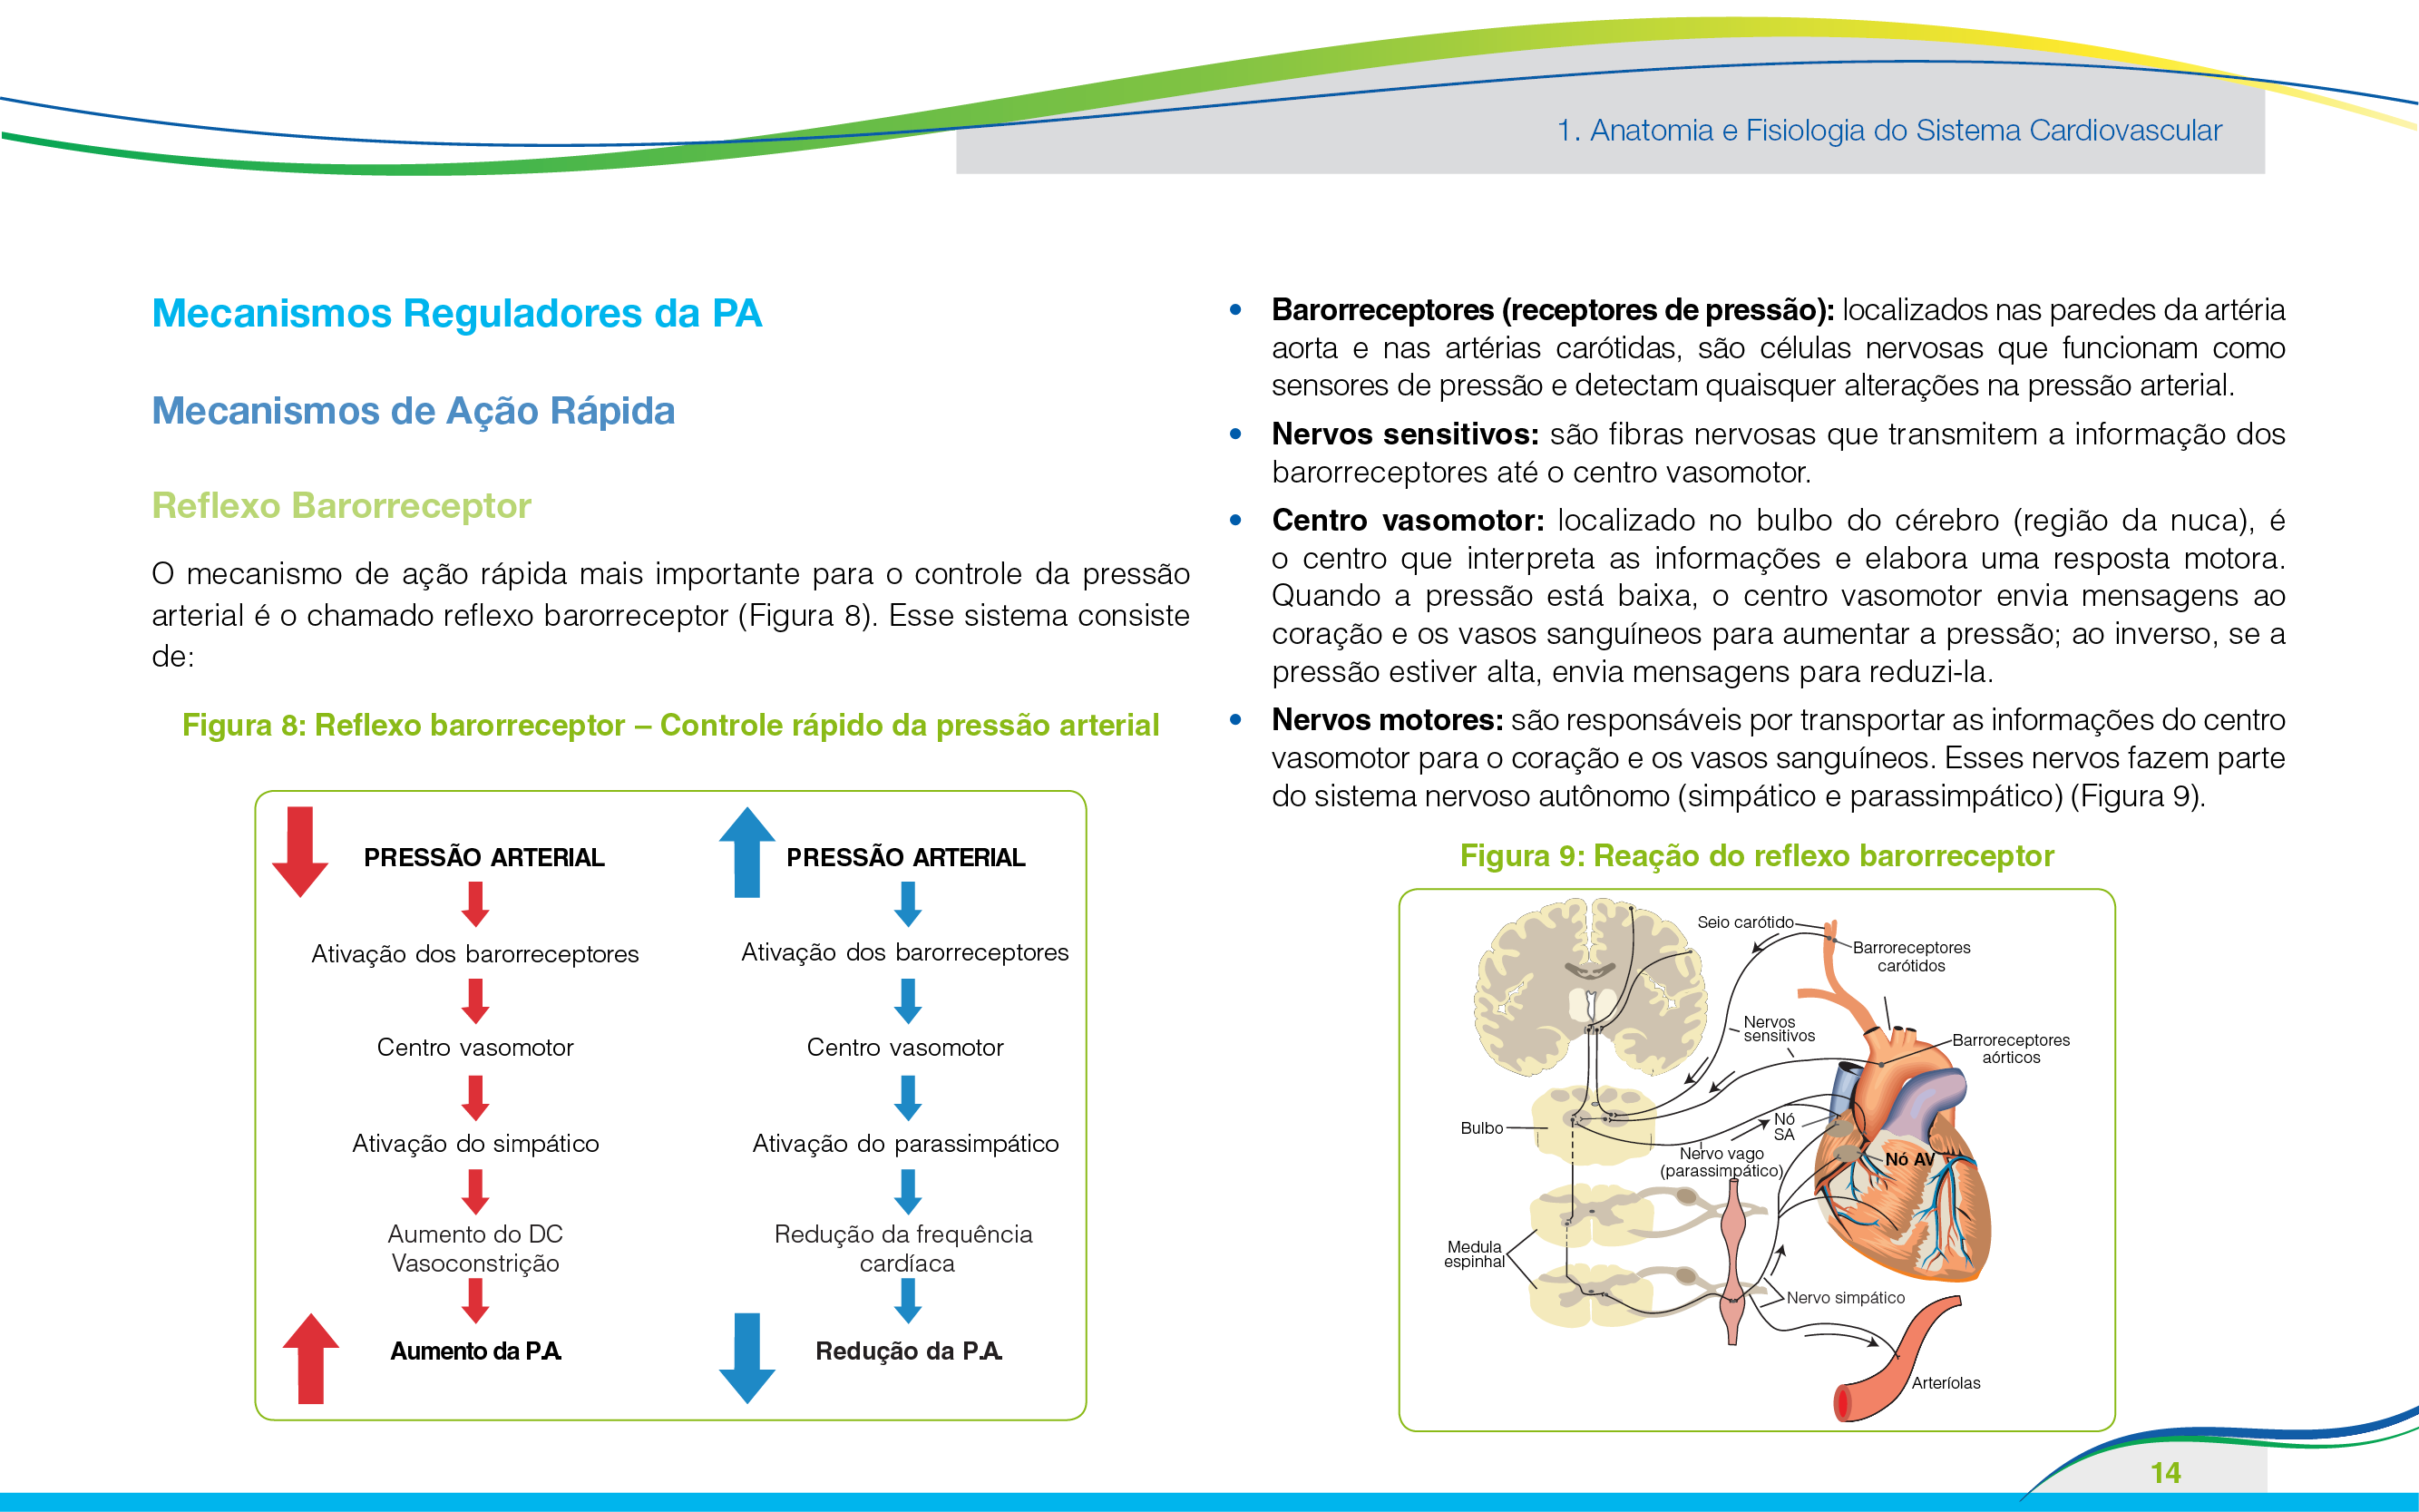 1. Anatomia e Fisiologia do Sistema Cardiovascular
Mecanismos Reguladores da PA
Mecanismos de Ação Rápida
Reflexo Barorreceptor
O mecanismo de ação rápida mais importante para o controle da pressão
arterial é o chamado reflexo barorreceptor (Figura 8). Esse sistema consiste
de:
Figura 8: Reflexo barorreceptor – Controle rápido da pressão arterial
PRESSÃO ARTERIAL
Ativação dos barorreceptores
Centro vasomotor
Ativação do simpático
Aumento do DC
Vasoconstrição
Aumento da P.A.
PRESSÃO ARTERIAL
Ativação dos barorreceptores
Centro vasomotor
Ativação do parassimpático
Redução da frequência
cardíaca
Redução da P.A.
• Barorreceptores (receptores de pressão): localizados nas paredes da artéria
aorta e nas artérias carótidas, são células nervosas que funcionam como
sensores de pressão e detectam quaisquer alterações na pressão arterial.
• Nervos sensitivos: são fibras nervosas que transmitem a informação dos
barorreceptores até o centro vasomotor.
• Centro vasomotor: localizado no bulbo do cérebro (região da nuca), é
o centro que interpreta as informações e elabora uma resposta motora.
Quando a pressão está baixa, o centro vasomotor envia mensagens ao
coração e os vasos sanguíneos para aumentar a pressão; ao inverso, se a
pressão estiver alta, envia mensagens para reduzi-la.
• Nervos motores: são responsáveis por transportar as informações do centro
vasomotor para o coração e os vasos sanguíneos. Esses nervos fazem parte
do sistema nervoso autônomo (simpático e parassimpático) (Figura 9).
Figura 9: Reação do reflexo barorreceptor
Seio carótido
Barroreceptores
carótidos
Nervos
sensitivos
Barroreceptores
aórticos
Bulbo
Nó
SA
Nervo vago
(parassimpático)
Nó AV
Medula
espinhal
Nervo simpático
Arteríolas
14